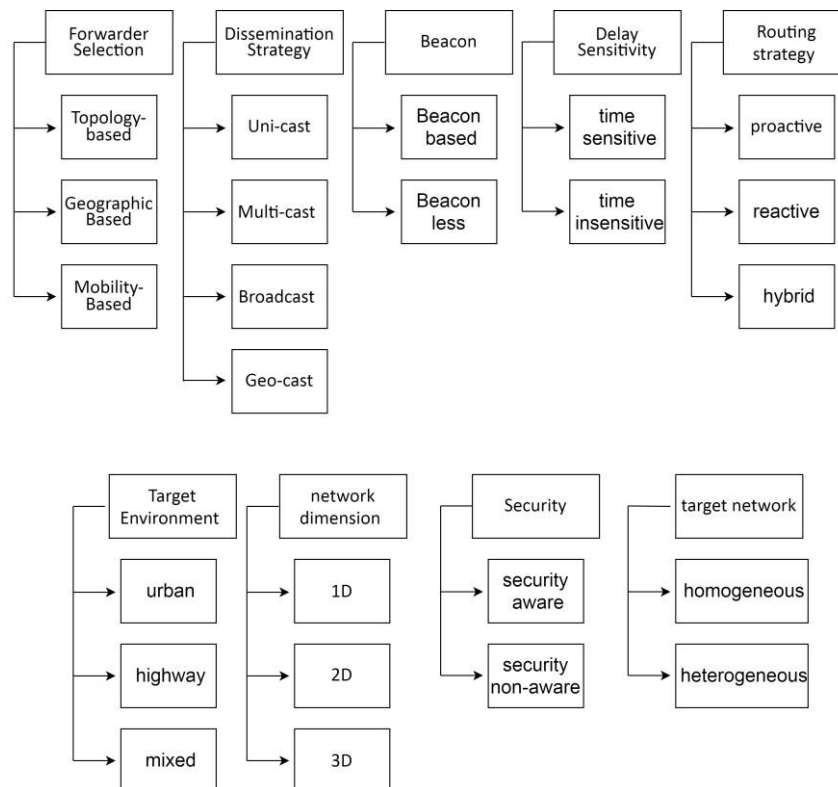 Forwarder
Selection
Topology-
based
Geographic
Based
Mobility-
Based
Dissemination
Strategy
Uni-cast
Multi-cast
Broadcast
Geo-cast
Beacon
Beacon
based
Beacon
less
Delay
Sensitivity
time
sensitive
time
insensitive
Routing
strategy
proactive
reactive
hybrid
Target
Environment
urban
highway
mixed
network
dimension
1D
2D
3D
Security
security
aware
security
non-aware
target network
homogeneous
heterogeneous